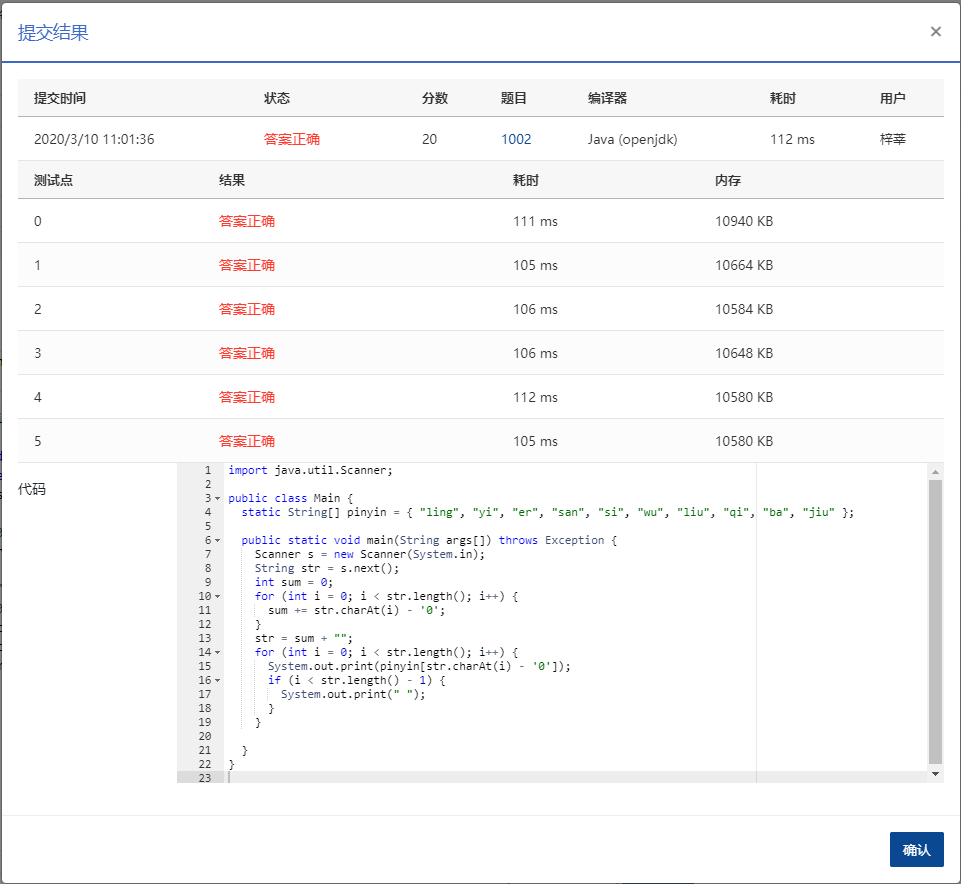 提交结果
×
提交时间 状态 分数 题目 编译器 耗时 用户
2020/3/10 11:01:36 答案正确 20 1002 Java (openjdk) 112 ms 梓莘
测试点 结果 耗时 内存
0 答案正确 111 ms 10940 KB
1 答案正确 105 ms 10664 KB
2 答案正确 106 ms 10584 KB
3 答案正确 106 ms 10648 KB
4 答案正确 112 ms 10580 KB
5 答案正确 105 ms 10580 KB
代码
1 import java.util.Scanner;
2
3 public class Main {
4 static String[] pinyin = { "ling", "yi", "er", "san", "si", "wu", "liu", "qi", "ba", "jiu" };
5
6 public static void main(String args[]) throws Exception {
7 Scanner s = new Scanner(System.in);
8 String str = s.next();
9 int sum = 0;
10 for (int i = 0; i < str.length(); i++) {
11 sum += str.charAt(i) - '0';
12 }
13 str = sum + "";
14 for (int i = 0; i < str.length(); i++) {
15 System.out.print(pinyin[str.charAt(i) - '0']);
16 if (i < str.length() - 1) {
17 System.out.print(" ");
18 }
19 }
20
21 }
22 }
23
确认